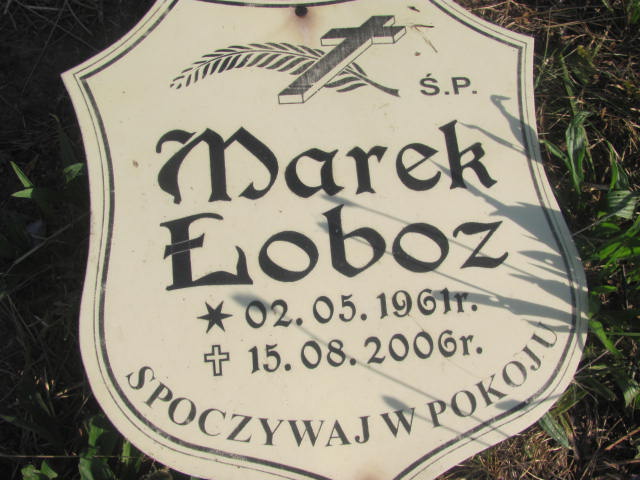 Ś.P.
Marek
Łoboz
02.05.1961r.
15.08.2006r.
SPOCZYWAJ W POKOJU